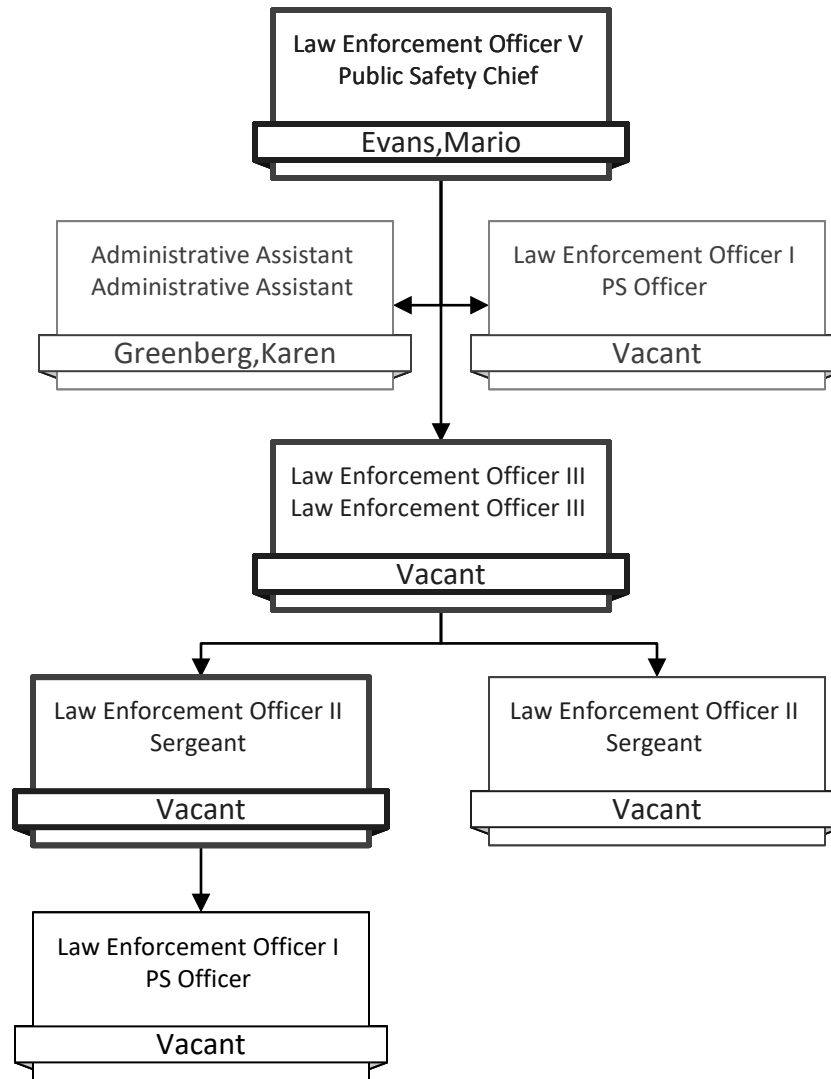 Law Enforcement Officer V
Public Safety Chief
Evans,Mario
Administrative Assistant
Administrative Assistant
Greenberg,Karen
Law Enforcement Officer I
PS Officer
Vacant
Law Enforcement Officer III
Law Enforcement Officer III
Vacant
Law Enforcement Officer II
Sergeant
Vacant
Law Enforcement Officer II
Sergeant
Vacant
Law Enforcement Officer I
PS Officer
Vacant